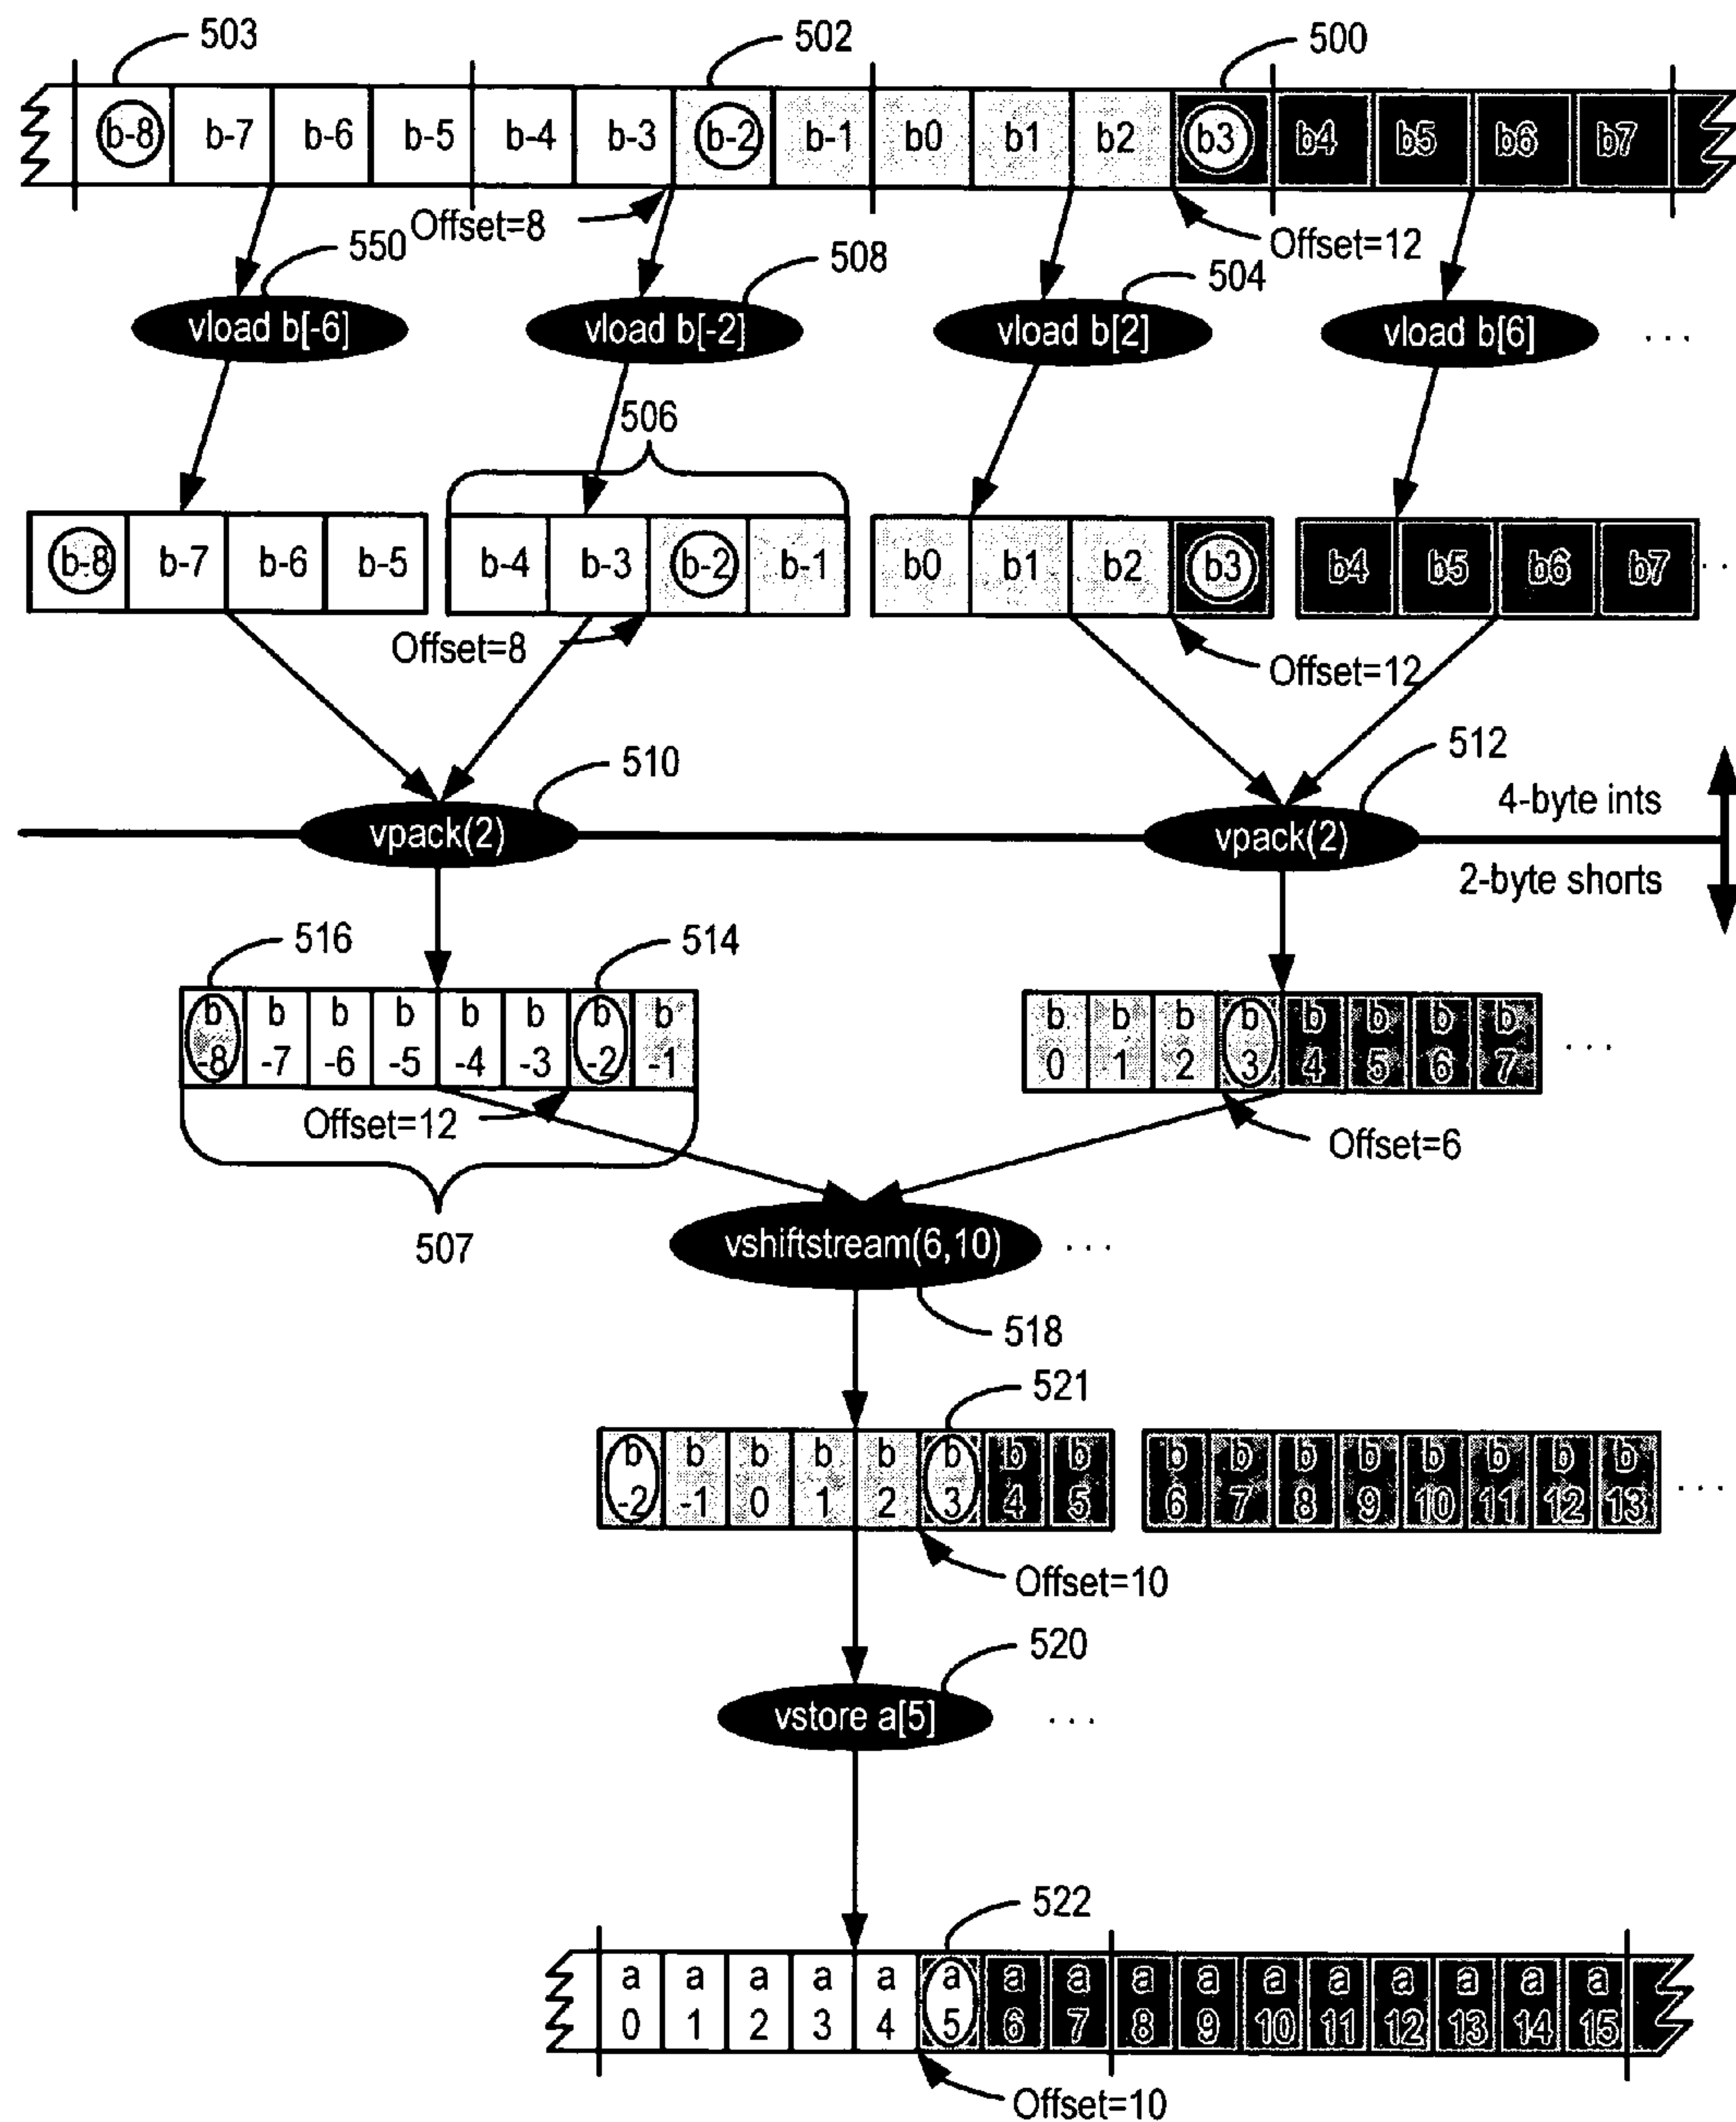 503 502 500
b-8 b-7 b-6 b-5 b-4 b-3 b-2 b-1 b0 b1 b2 b3 b4 b5 b6 b7
Offset=8 Offset=12
550 508 504
vload b[-6] vload b[-2] vload b[2] vload b[6] ...
506
b-8 b-7 b-6 b-5 b-4 b-3 b-2 b-1 b0 b1 b2 b3 b4 b5 b6 b7 ...
Offset=8 Offset=12
510 512
4-byte ints
vpack(2) vpack(2)
2-byte shorts
516 514
b b b b b b b b b b b b b b b b
-8 -7 -6 -5 -4 -3 -2 -1 0 1 2 3 4 5 6 7 ...
Offset=12 Offset=6
507
vshiftstream(6,10) ...
518
521
b b b b b b b b b b b b b b b b
-2 -1 0 1 2 3 4 5 6 7 8 9 10 11 12 13 ...
Offset=10
520
vstore a[5] ...
522
a a a a a a a a a a a a a a a a
0 1 2 3 4 5 6 7 8 9 10 11 12 13 14 15
Offset=10